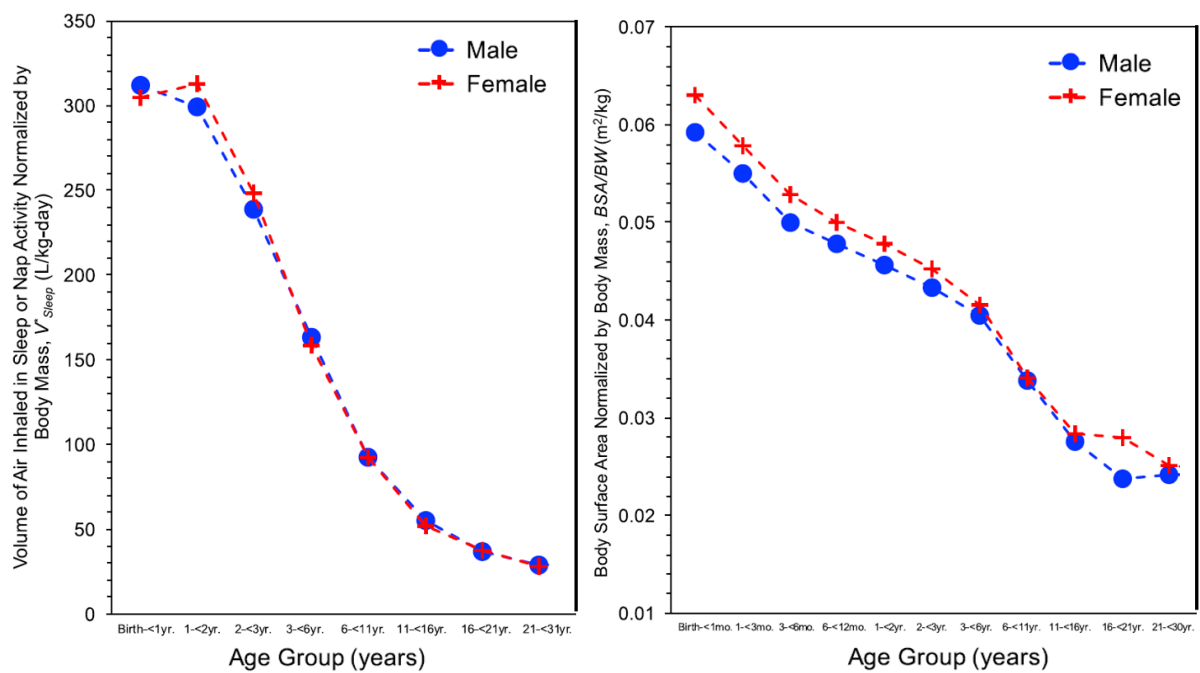 Volume of Air Inhaled in Sleep or Nap Activity Normalized by
Body Mass, V*Sleep (L/kg-day)
350
300
250
200
150
100
50
0
Male
Female
Birth-<1yr. 1-<2yr. 2-<3yr. 3-<6yr. 6-<11yr. 11-<16yr. 16-<21yr. 21-<31yr.
Age Group (years)
Body Surface Area Normalized by Body Mass, BSA/BW (m²/kg)
0.07
0.06
0.05
0.04
0.03
0.02
0.01
Male
Female
Birth-<1mo. 1-<3mo. 3-<6mo. 6-<12mo. 1-<2yr. 2-<3yr. 3-<6yr. 6-<11yr. 11-<16yr. 16-<21yr. 21-<30yr.
Age Group (years)